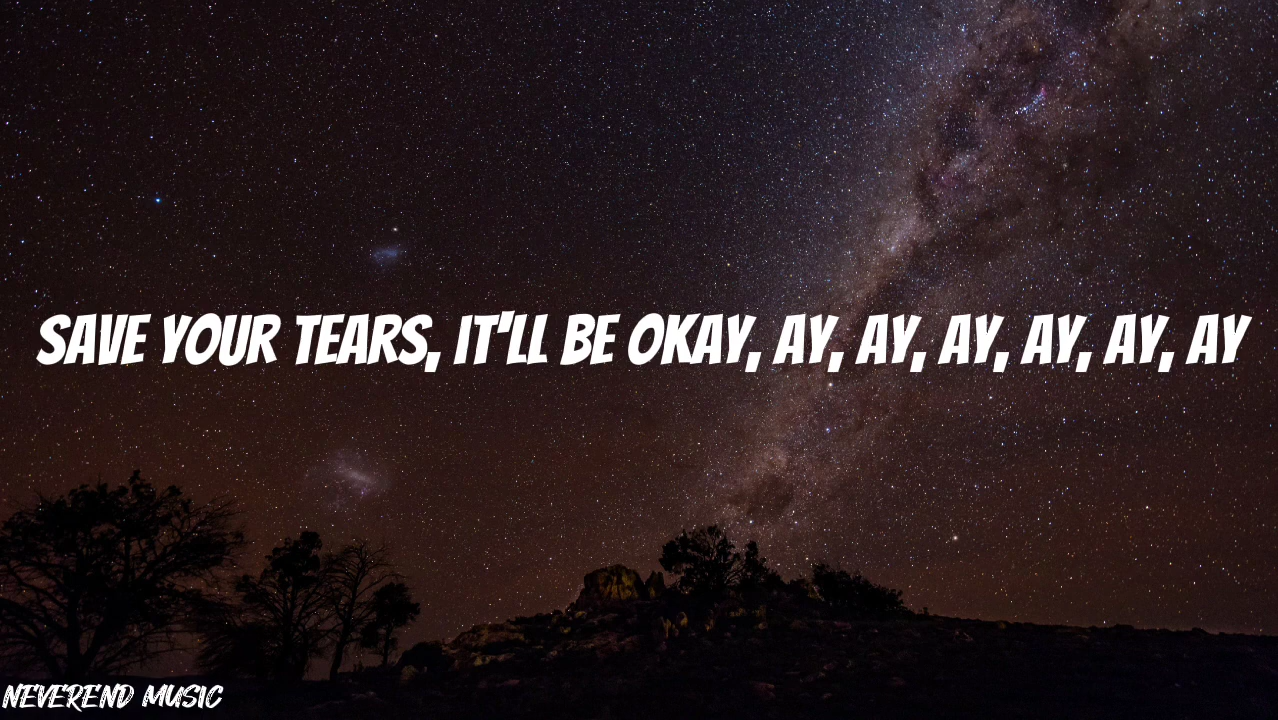 SAVE YOUR TEARS, IT'LL BE OKAY, AY, AY, AY, AY, AY, AY
NEVEREND MUSIC